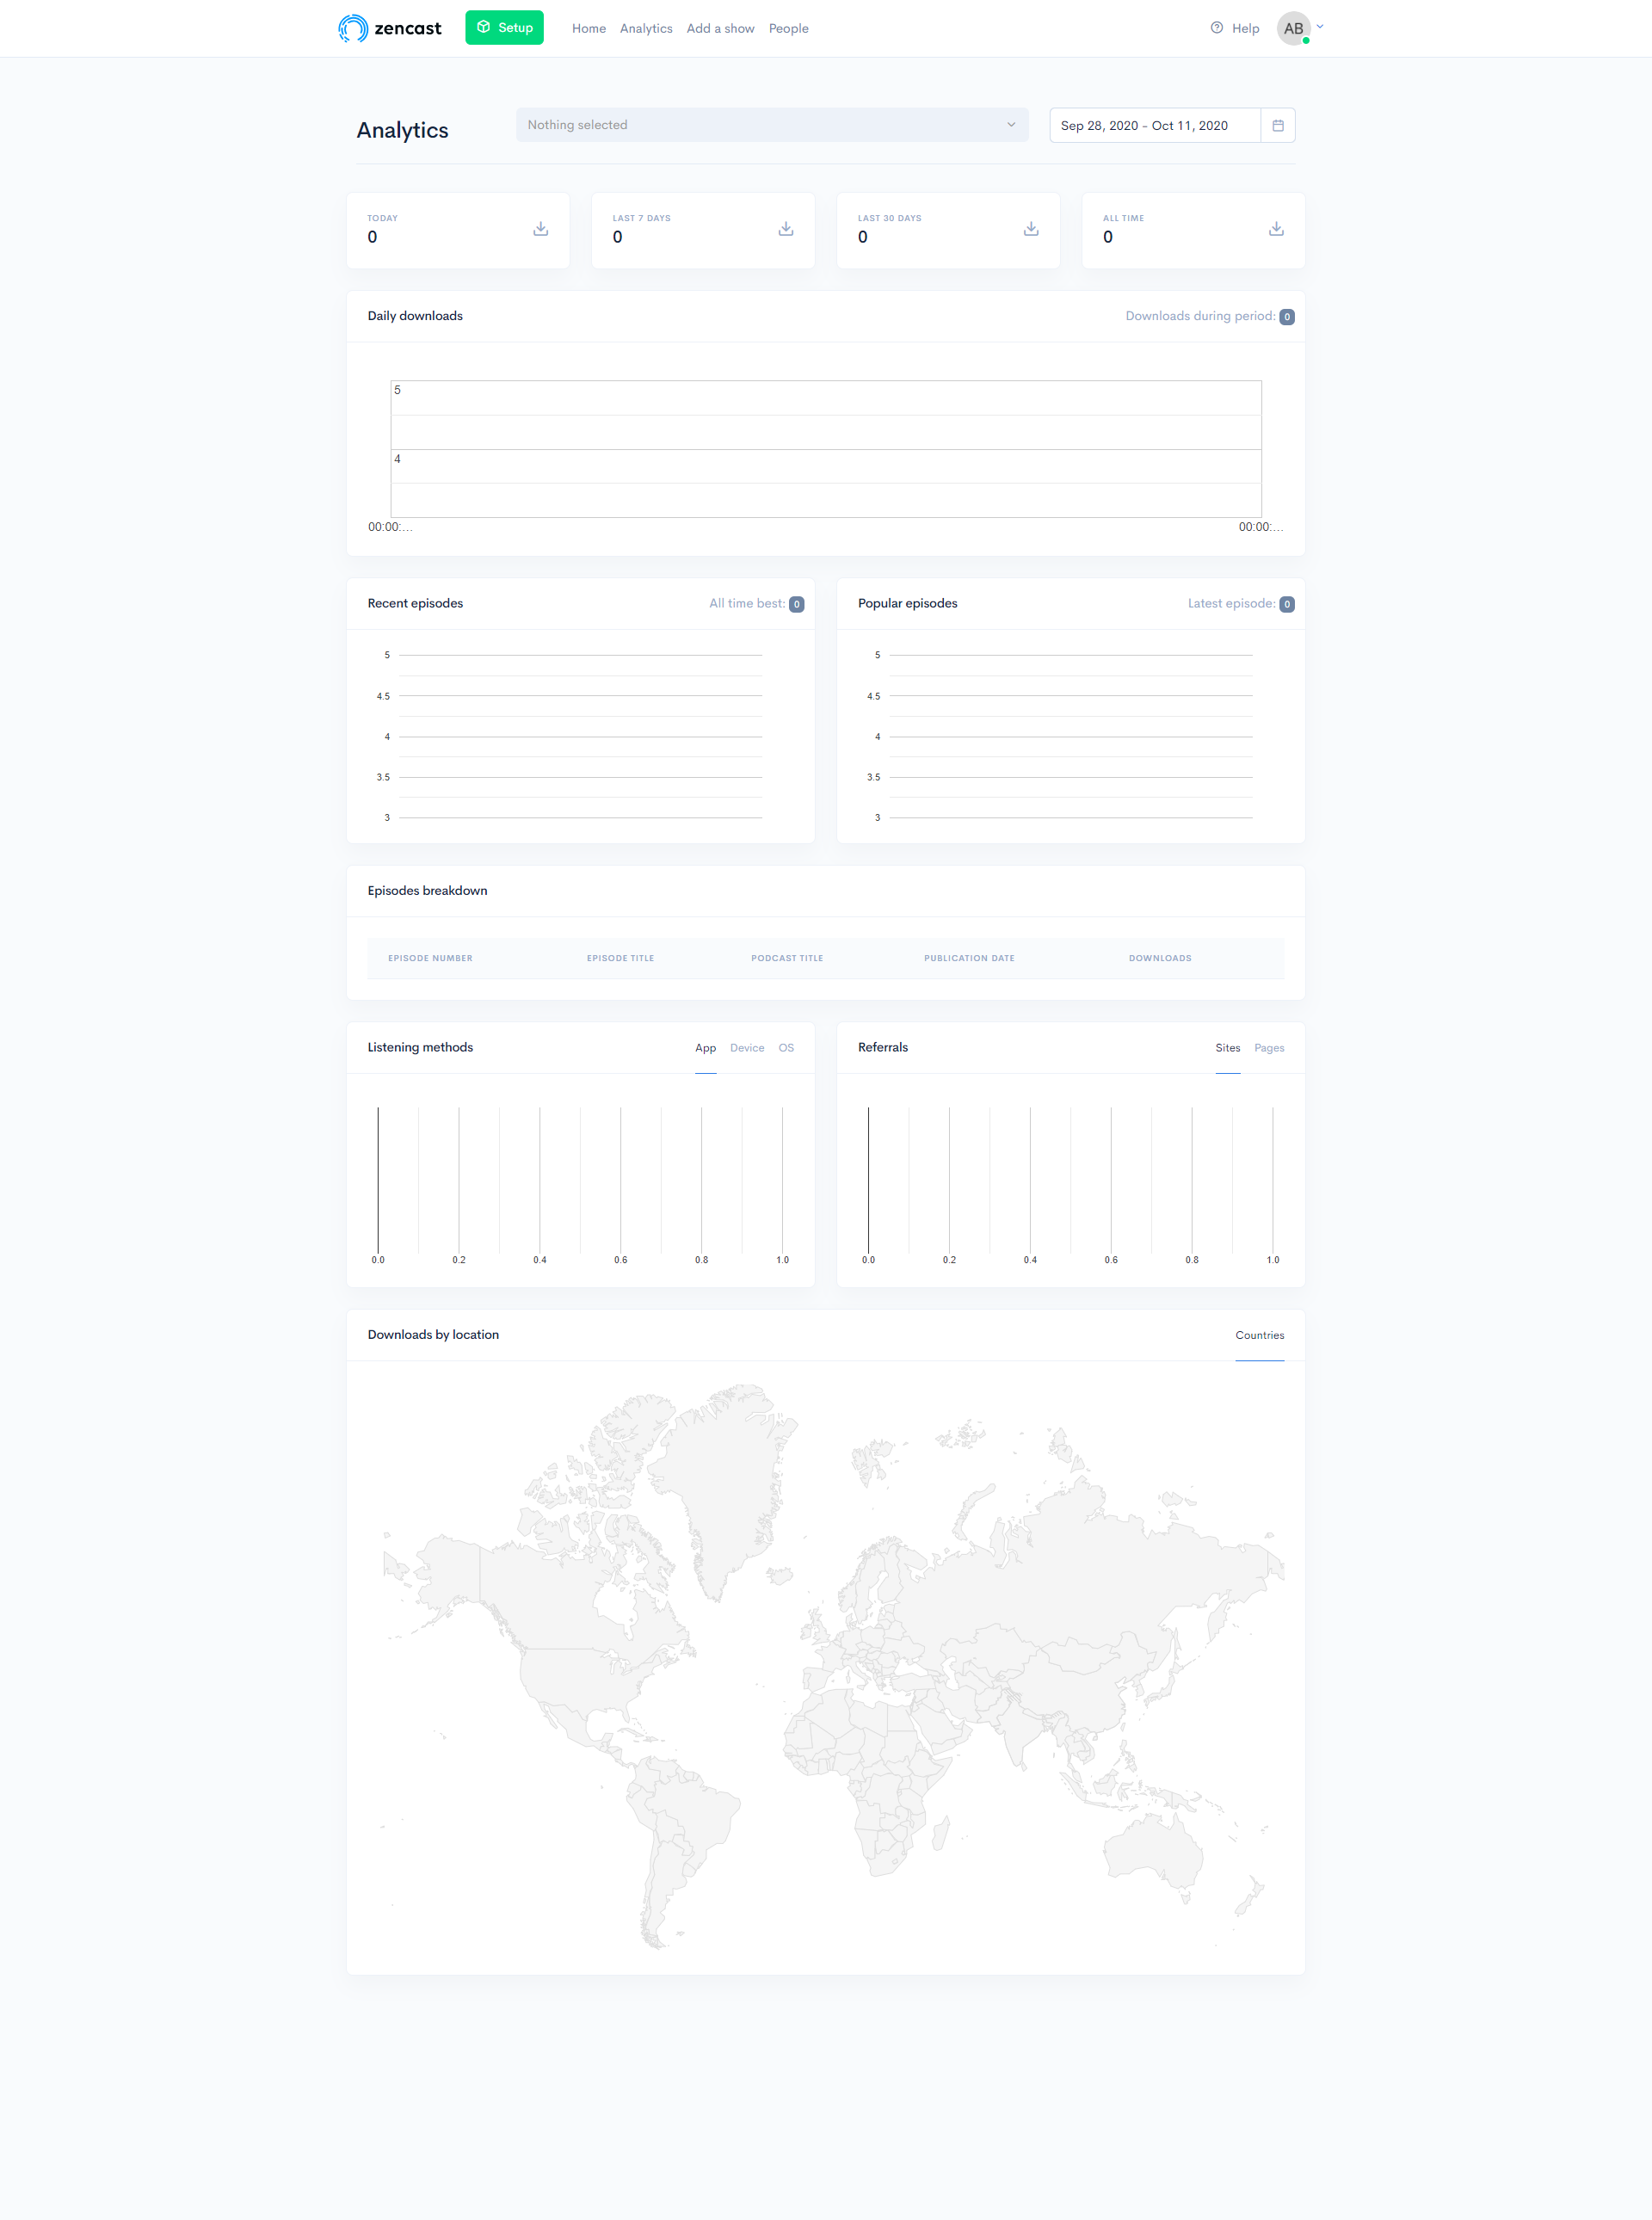 zencast Setup Home Analytics Add a show People Help AB
Analytics Nothing selected Sep 28, 2020 - Oct 11, 2020
TODAY LAST 7 DAYS LAST 30 DAYS ALL TIME
0 0 0 0
Daily downloads Downloads during period: 0
5
4
00:00:... 00:00:...
Recent episodes All time best: 0
5
4.5
4
3.5
3
Popular episodes Latest episode: 0
5
4.5
4
3.5
3
Episodes breakdown
EPISODE NUMBER EPISODE TITLE PODCAST TITLE PUBLICATION DATE DOWNLOADS
Listening methods App Device OS
0.0 0.2 0.4 0.6 0.8 1.0
Referrals Sites Pages
0.0 0.2 0.4 0.6 0.8 1.0
Downloads by location Countries